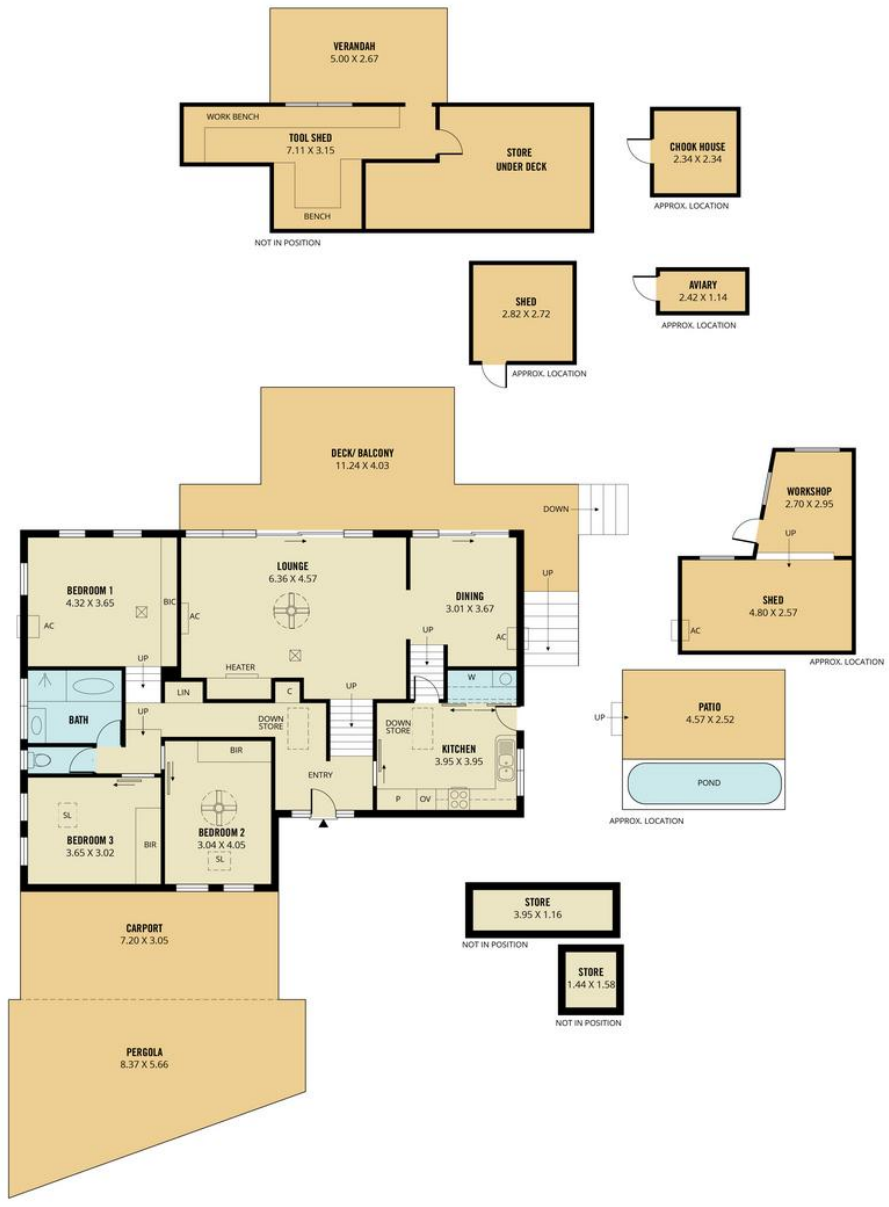 VERANDAH
5.00 X 2.67
WORK BENCH
TOOL SHED
7.11 X 3.15
STORE
UNDER DECK
BENCH
NOT IN POSITION
CHOOK HOUSE
2.34 X 2.34
APPROX. LOCATION
SHED
2.82 X 2.72
APPROX. LOCATION
AVIARY
2.42 X 1.14
APPROX. LOCATION
DECK/ BALCONY
11.24 X 4.03
DOWN
UP
BEDROOM 1
4.32 X 3.65
BIC
AC
UP
LOUNGE
6.36 X 4.57
AC
HEATER
UP
DINING
3.01 X 3.67
UP
AC
WORKSHOP
2.70 X 2.95
UP
SHED
4.80 X 2.57
AC
APPROX. LOCATION
BATH
UP
LIN
C
DOWN
STORE
DOWN
STORE
W
KITCHEN
3.95 X 3.95
P
OV
ENTRY
BIR
BEDROOM 2
3.04 X 4.05
SL
SL
BEDROOM 3
3.65 X 3.02
BIR
PATIO
4.57 X 2.52
UP
POND
APPROX. LOCATION
STORE
3.95 X 1.16
NOT IN POSITION
STORE
1.44 X 1.58
NOT IN POSITION
CARPORT
7.20 X 3.05
PERGOLA
8.37 X 5.66